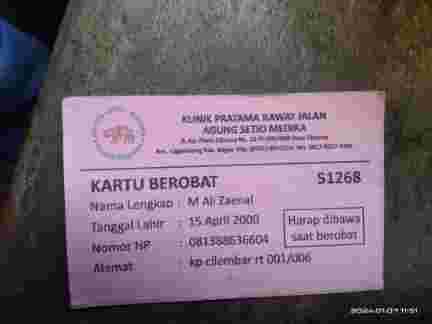 KLINIK PRATAMA RAWAT JALAN
AGUNG SETIO MEDIKA
KARTU BEROBAT S1268
Nama Lengkap : M Ali Zaenal
Tanggal Lahir : 15 April 2000
Nomor HP : 081388636604
Alamat : kp cilembar rt 001/006
Harap dibawa
saat berobat